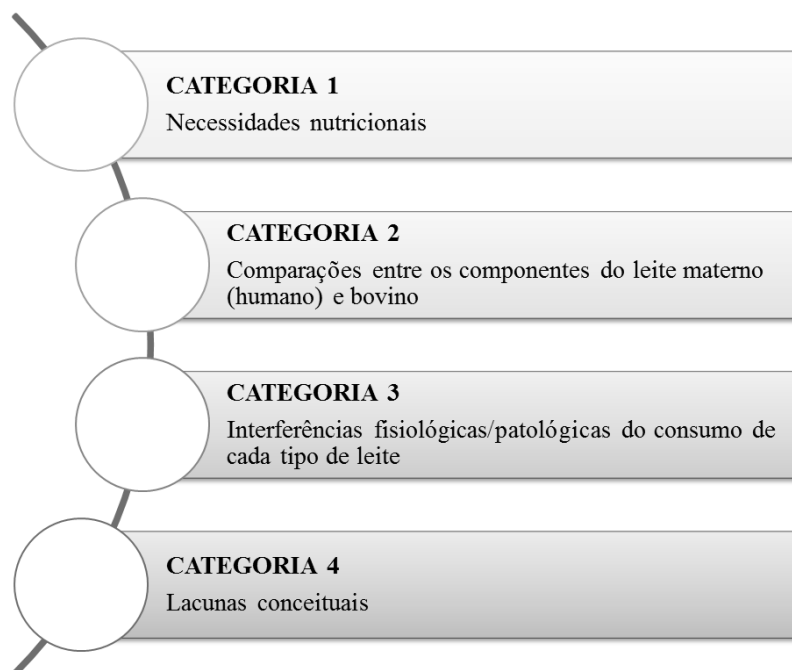 CATEGORIA 1
Necessidades nutricionais
CATEGORIA 2
Comparações entre os componentes do leite materno
(humano) e bovino
CATEGORIA 3
Interferências fisiológicas/patológicas do consumo de
cada tipo de leite
CATEGORIA 4
Lacunas conceituais